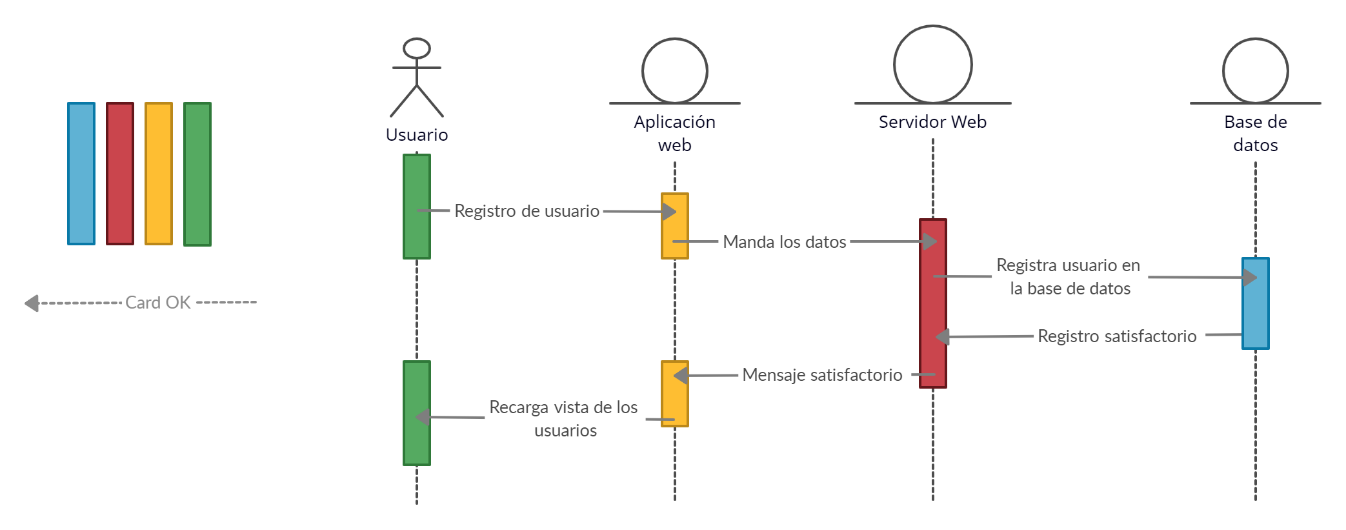 Usuario
Aplicación
web
Servidor Web
Base de
datos
Registro de usuario
Manda los datos
Registra usuario en
la base de datos
Card OK
Registro satisfactorio
Mensaje satisfactorio
Recarga vista de los
usuarios